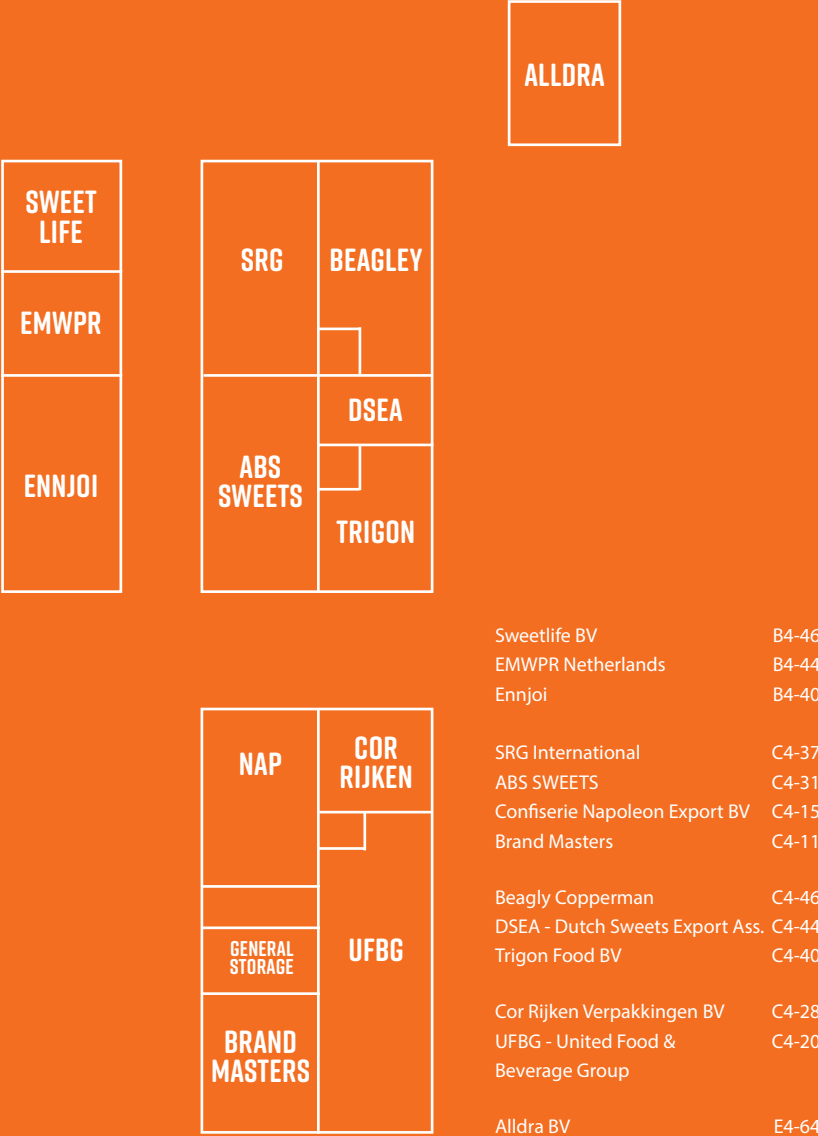 ALLDRA
SWEET
LIFE
SRG
BEAGLEY
EMWPR
DSEA
ABS
SWEETS
ENNJOI
TRIGON
Sweetlife BV B4-46
EMWPR Netherlands B4-44
Ennjoi B4-40
SRG International C4-37
ABS SWEETS C4-31
Confiserie Napoleon Export BV C4-15
Brand Masters C4-11
Beagly Copperman C4-46
DSEA - Dutch Sweets Export Ass. C4-44
Trigon Food BV C4-40
Cor Rijken Verpakkingen BV C4-28
UFBG - United Food & C4-20
Beverage Group
Alldra BV E4-64
NAP
COR
RIJKEN
GENERAL
STORAGE
UFBG
BRAND
MASTERS